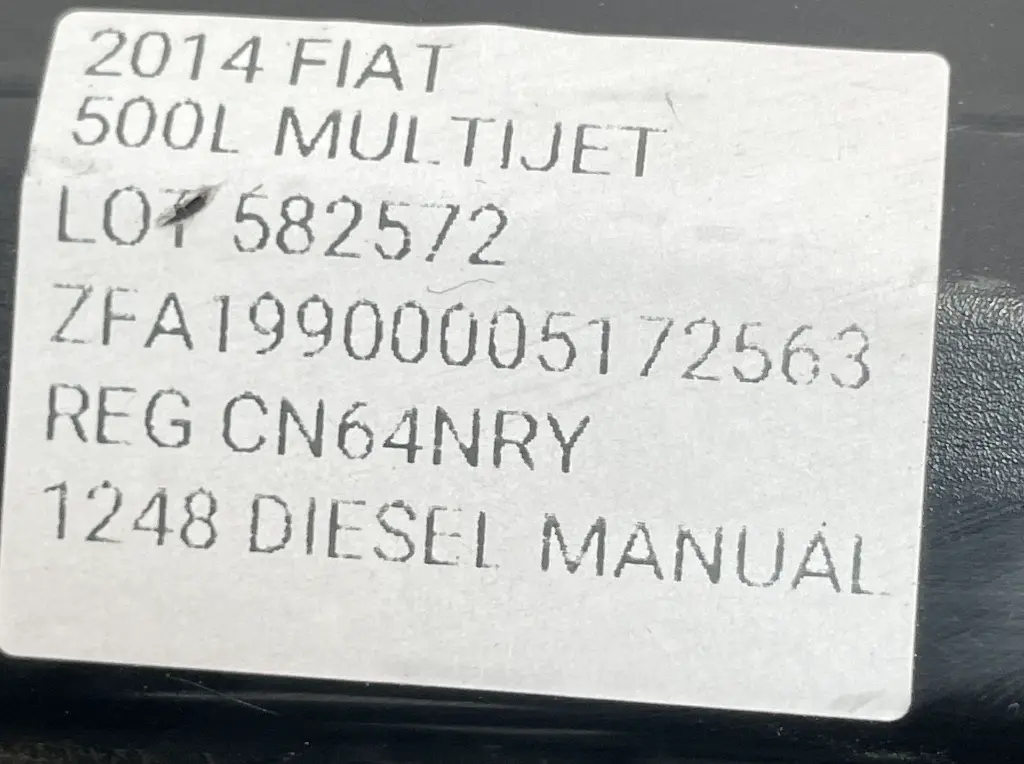 2014 FIAT
500L MULTIJET
LOT 582572
ZFA19900005172563
REG CN64NRY
1248 DIESEL MANUAL